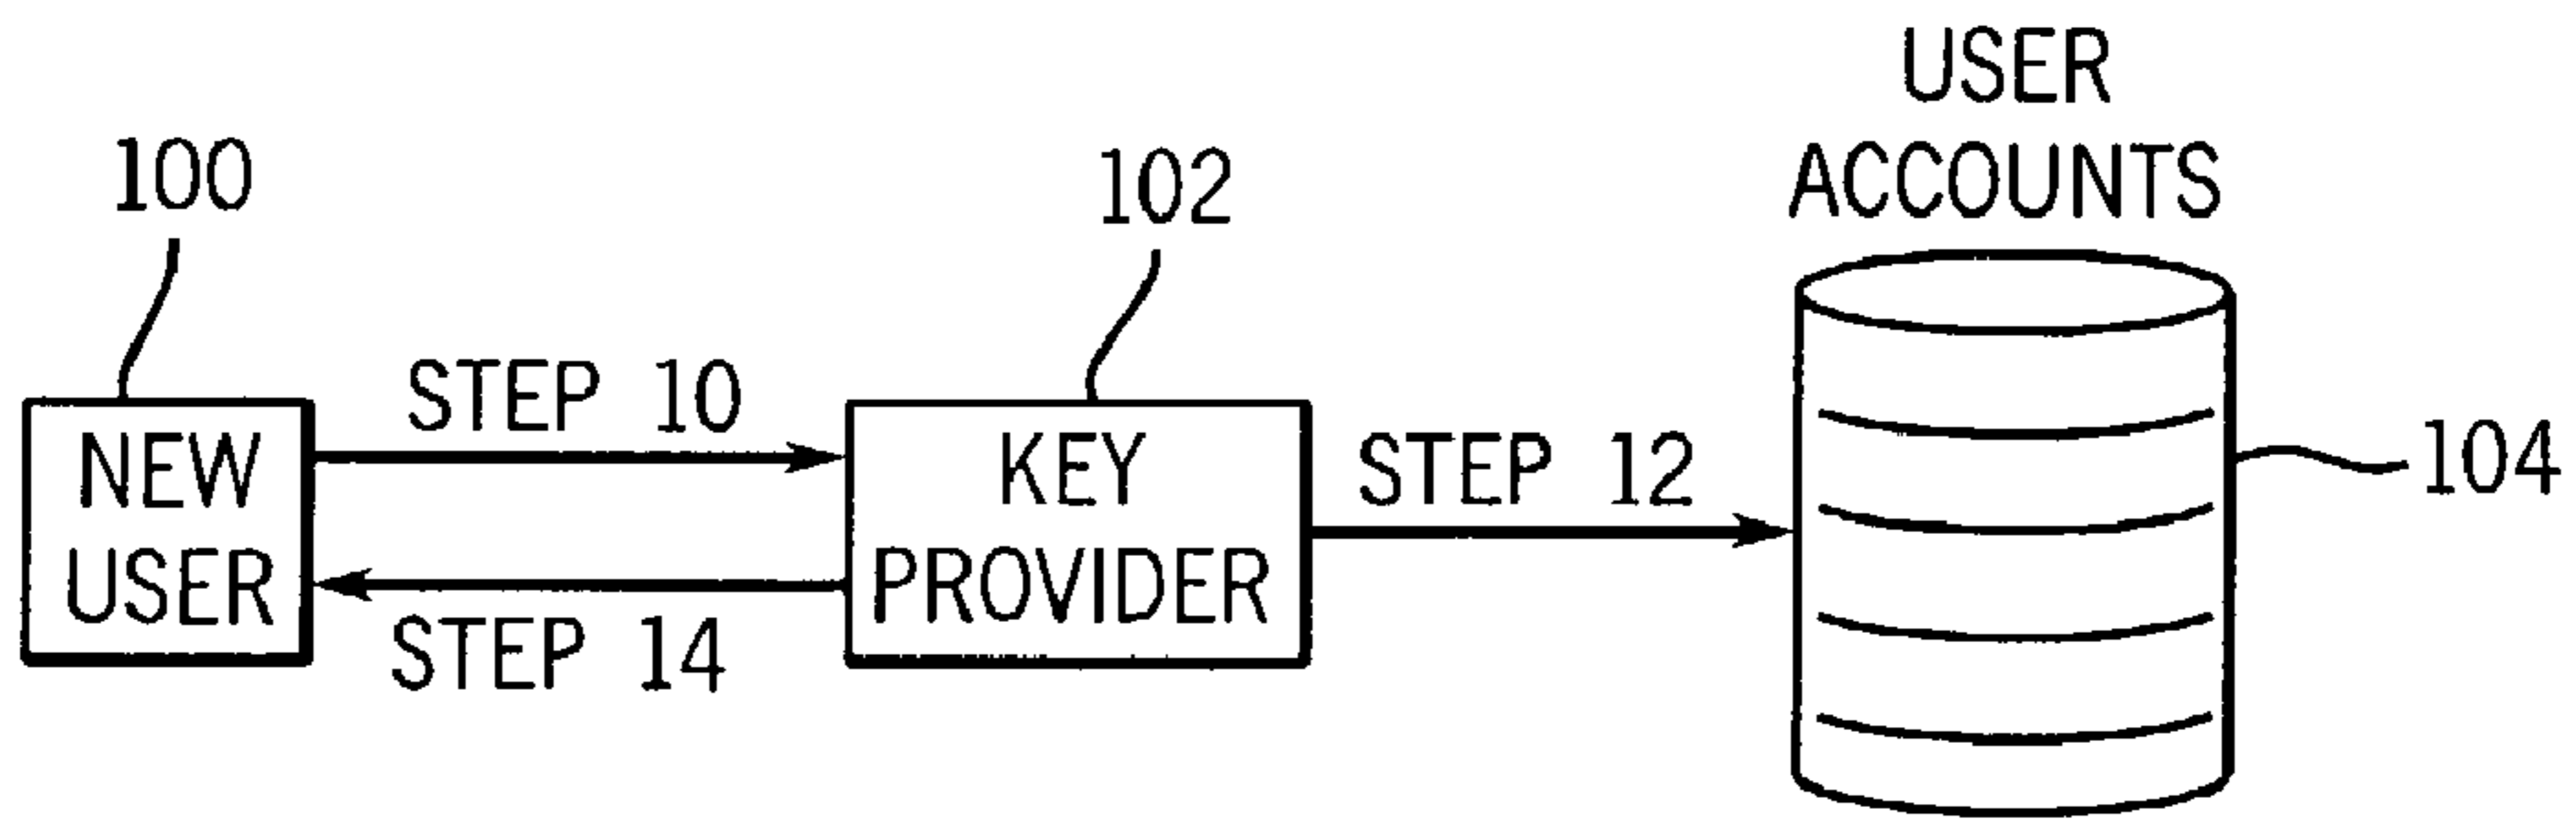 USER
ACCOUNTS
100
102
STEP 10
NEW
USER
KEY
PROVIDER
STEP 12
104
STEP 14